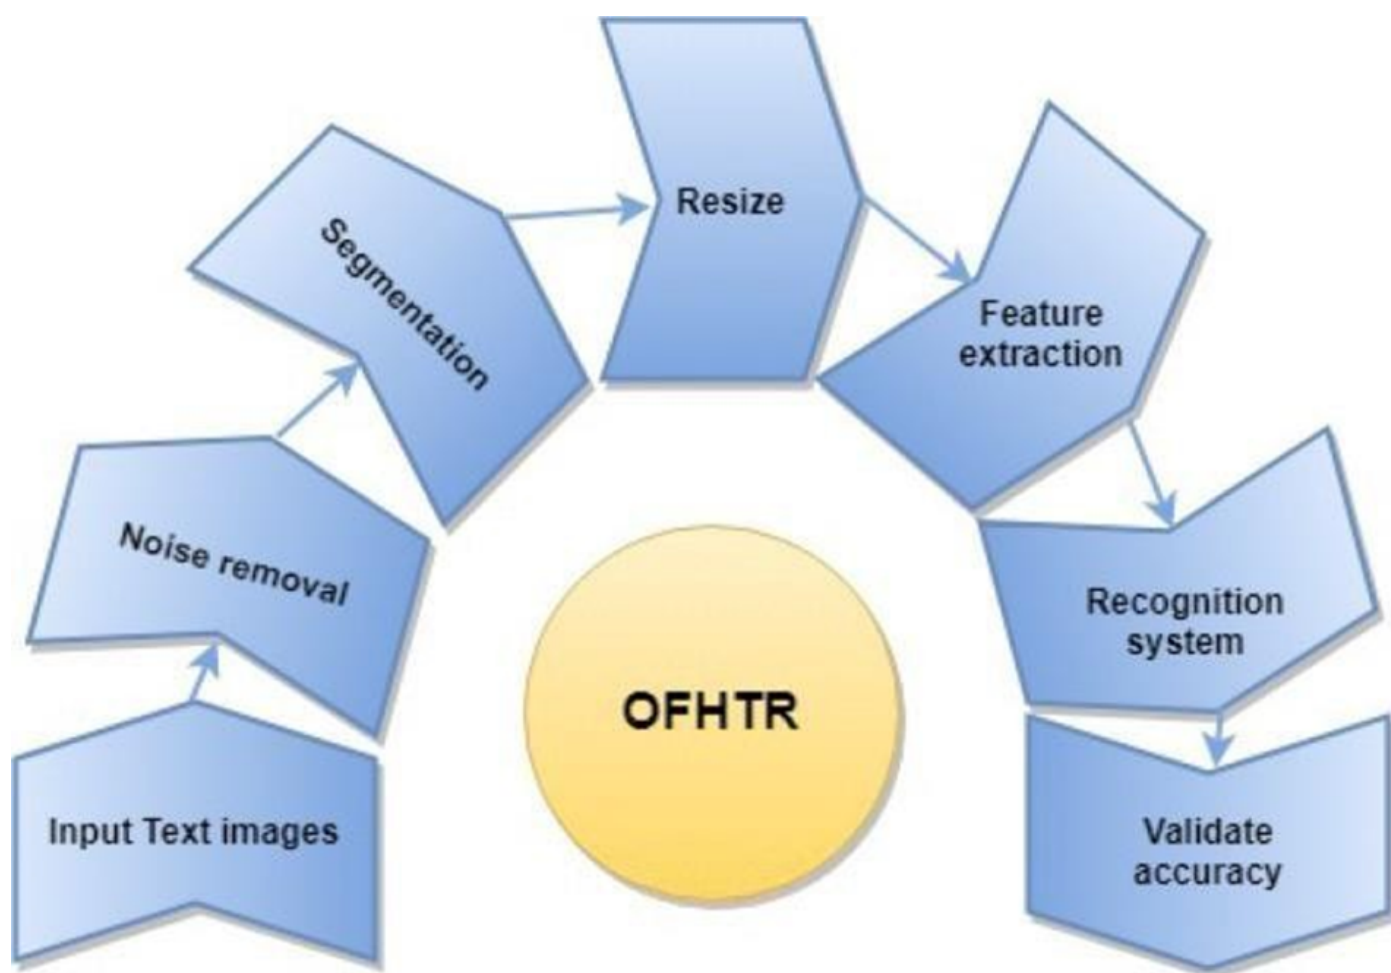 Input Text images
Noise removal
Segmentation
Resize
Feature
extraction
Recognition
system
Validate
accuracy
OFHTR